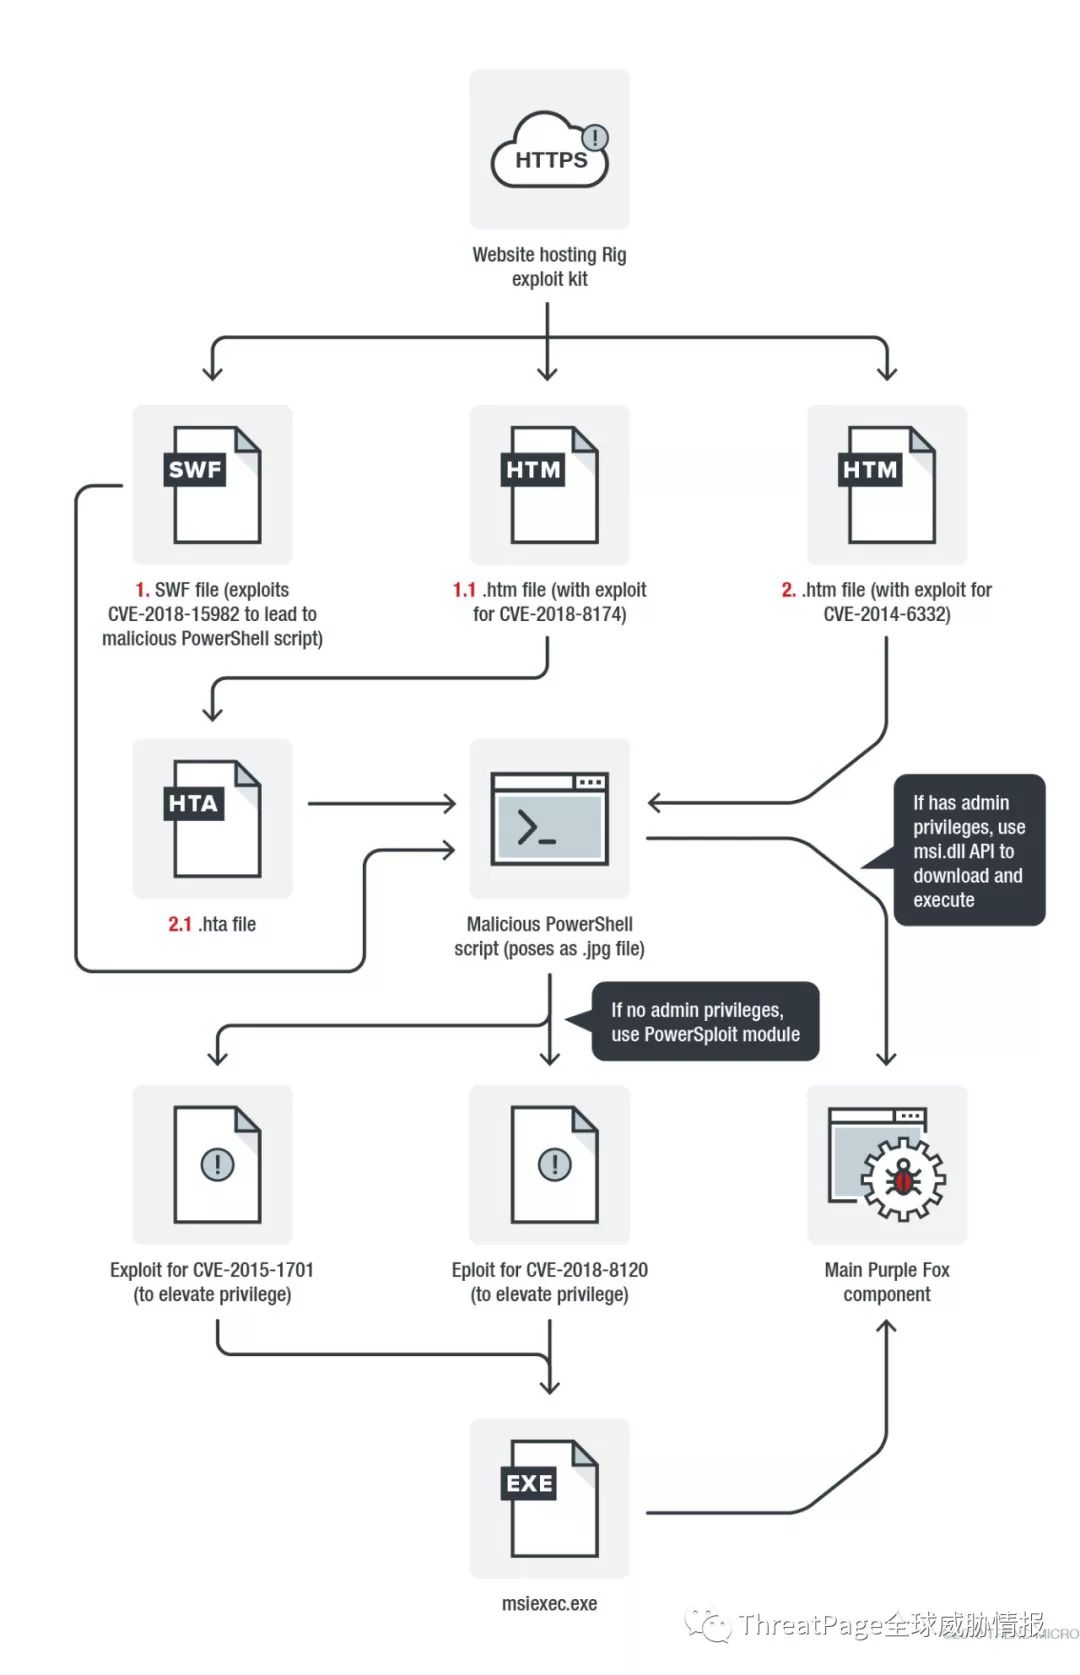 HTTPS
Website hosting Rig
exploit kit
SWF
HTM
HTM
1. SWF file (exploits
CVE-2018-15982 to lead to
malicious PowerShell script)
1.1 .htm file (with exploit
for CVE-2018-8174)
2. .htm file (with exploit for
CVE-2014-6332)
HTA
If has admin
privileges, use
msi.dll API to
download and
execute
2.1 .hta file
Malicious PowerShell
script (poses as .jpg file)
If no admin privileges,
use PowerSploit module
Exploit for CVE-2015-1701
(to elevate privilege)
Eploit for CVE-2018-8120
(to elevate privilege)
Main Purple Fox
component
EXE
msiexec.exe
ThreatPage全球威胁情报
MICRO